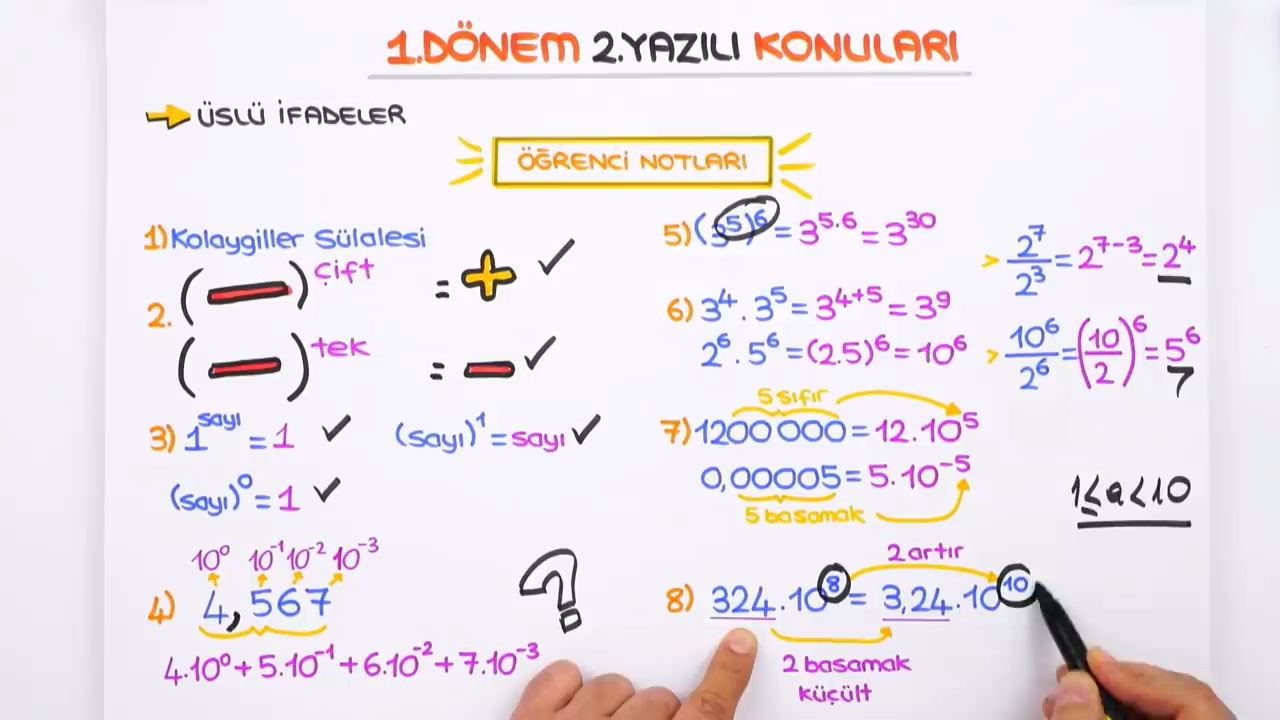 1.DÖNEM 2.YAZILI KONULARI
ÜSLÜ İFADELER
ÖĞRENCİ NOTLARI
1) Kolaygiller Sülalesi
2. (−)^çift = + ✓
(−)^tek = − ✓
3) 1^sayı = 1 ✓ (sayı)^1 = sayı ✓
(sayı)^0 = 1 ✓
10^0 10^-1 10^-2 10^-3
4) 4,567 ?
4.10^0 + 5.10^-1 + 6.10^-2 + 7.10^-3
5) (3^5)^6 = 3^5.6 = 3^30
6) 3^4 . 3^5 = 3^4+5 = 3^9
2^6 . 5^6 = (2.5)^6 = 10^6
> 2^7/2^3 = 2^7-3 = 2^4
> 10^6/2^6 = (10/2)^6 = 5^6
7
5 sıfır
7) 1200 000 = 12.10^5
0,00005 = 5.10^-5
5 basamak
1≤a<10
2 artır
8) 324.10^8 = 3,24.10^10
2 basamak
küçült